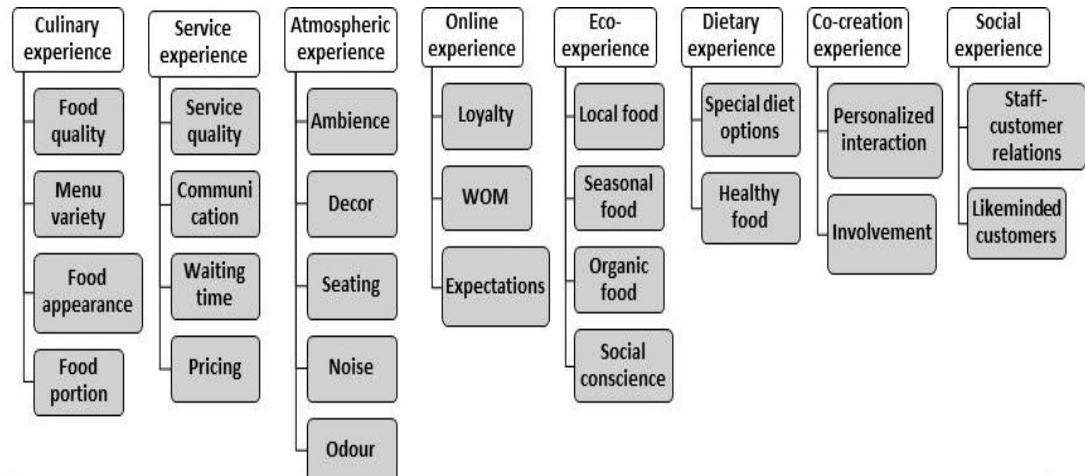 Culinary
experience
Food
quality
Menu
variety
Food
appearance
Food
portion
Service
experience
Service
quality
Communi
cation
Waiting
time
Pricing
Atmospheric
experience
Ambience
Decor
Seating
Noise
Odour
Online
experience
Loyalty
WOM
Expectations
Eco-
experience
Local food
Seasonal
food
Organic
food
Social
conscience
Dietary
experience
Special diet
options
Healthy
food
Co-creation
experience
Personalized
interaction
Involvement
Social
experience
Staff-
customer
relations
Likeminded
customers